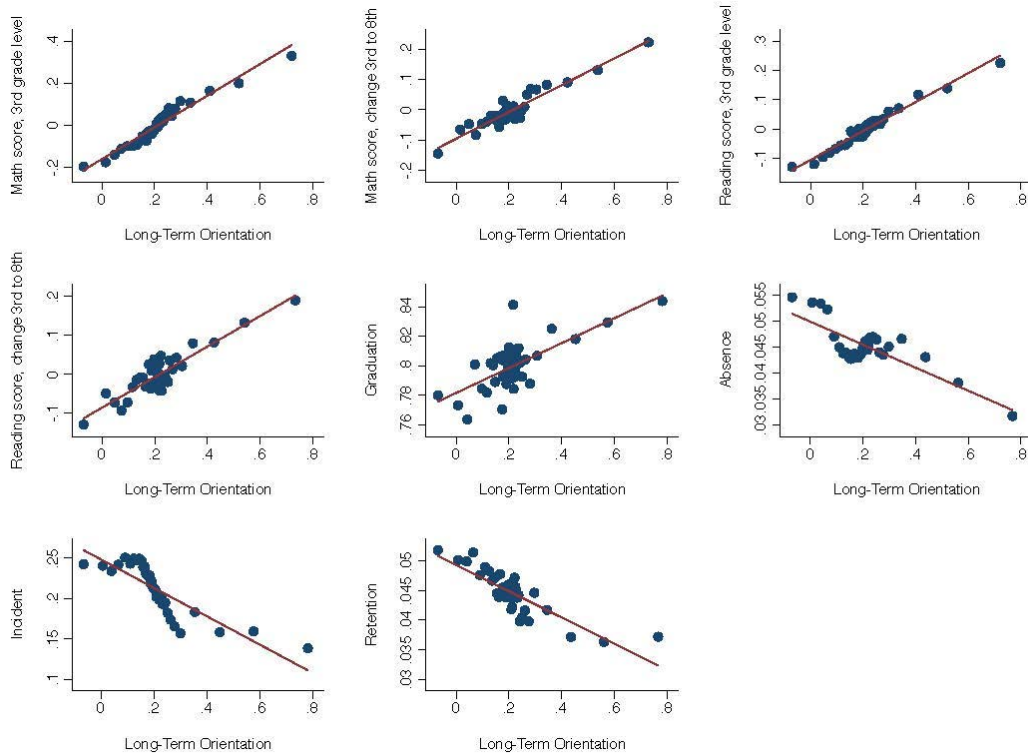 Math score, 3rd grade level
.4
.2
0
-.2
0 .2 .4 .6 .8
Long-Term Orientation
Math score, change 3rd to 8th
.2
.1
0
-.1
-.2
0 .2 .4 .6 .8
Long-Term Orientation
Reading score, 3rd grade level
.3
.2
.1
0
-.1
0 .2 .4 .6 .8
Long-Term Orientation
Reading score, change 3rd to 8th
.2
.1
0
-.1
0 .2 .4 .6 .8
Long-Term Orientation
Graduation
.84
.82
.80
.78
.76
0 .2 .4 .6 .8
Long-Term Orientation
Absence
.03.035.04.045.05.055
0 .2 .4 .6 .8
Long-Term Orientation
Incident
.25
.2
.15
.1
0 .2 .4 .6 .8
Long-Term Orientation
Retention
.03.035.04.045.05
0 .2 .4 .6 .8
Long-Term Orientation